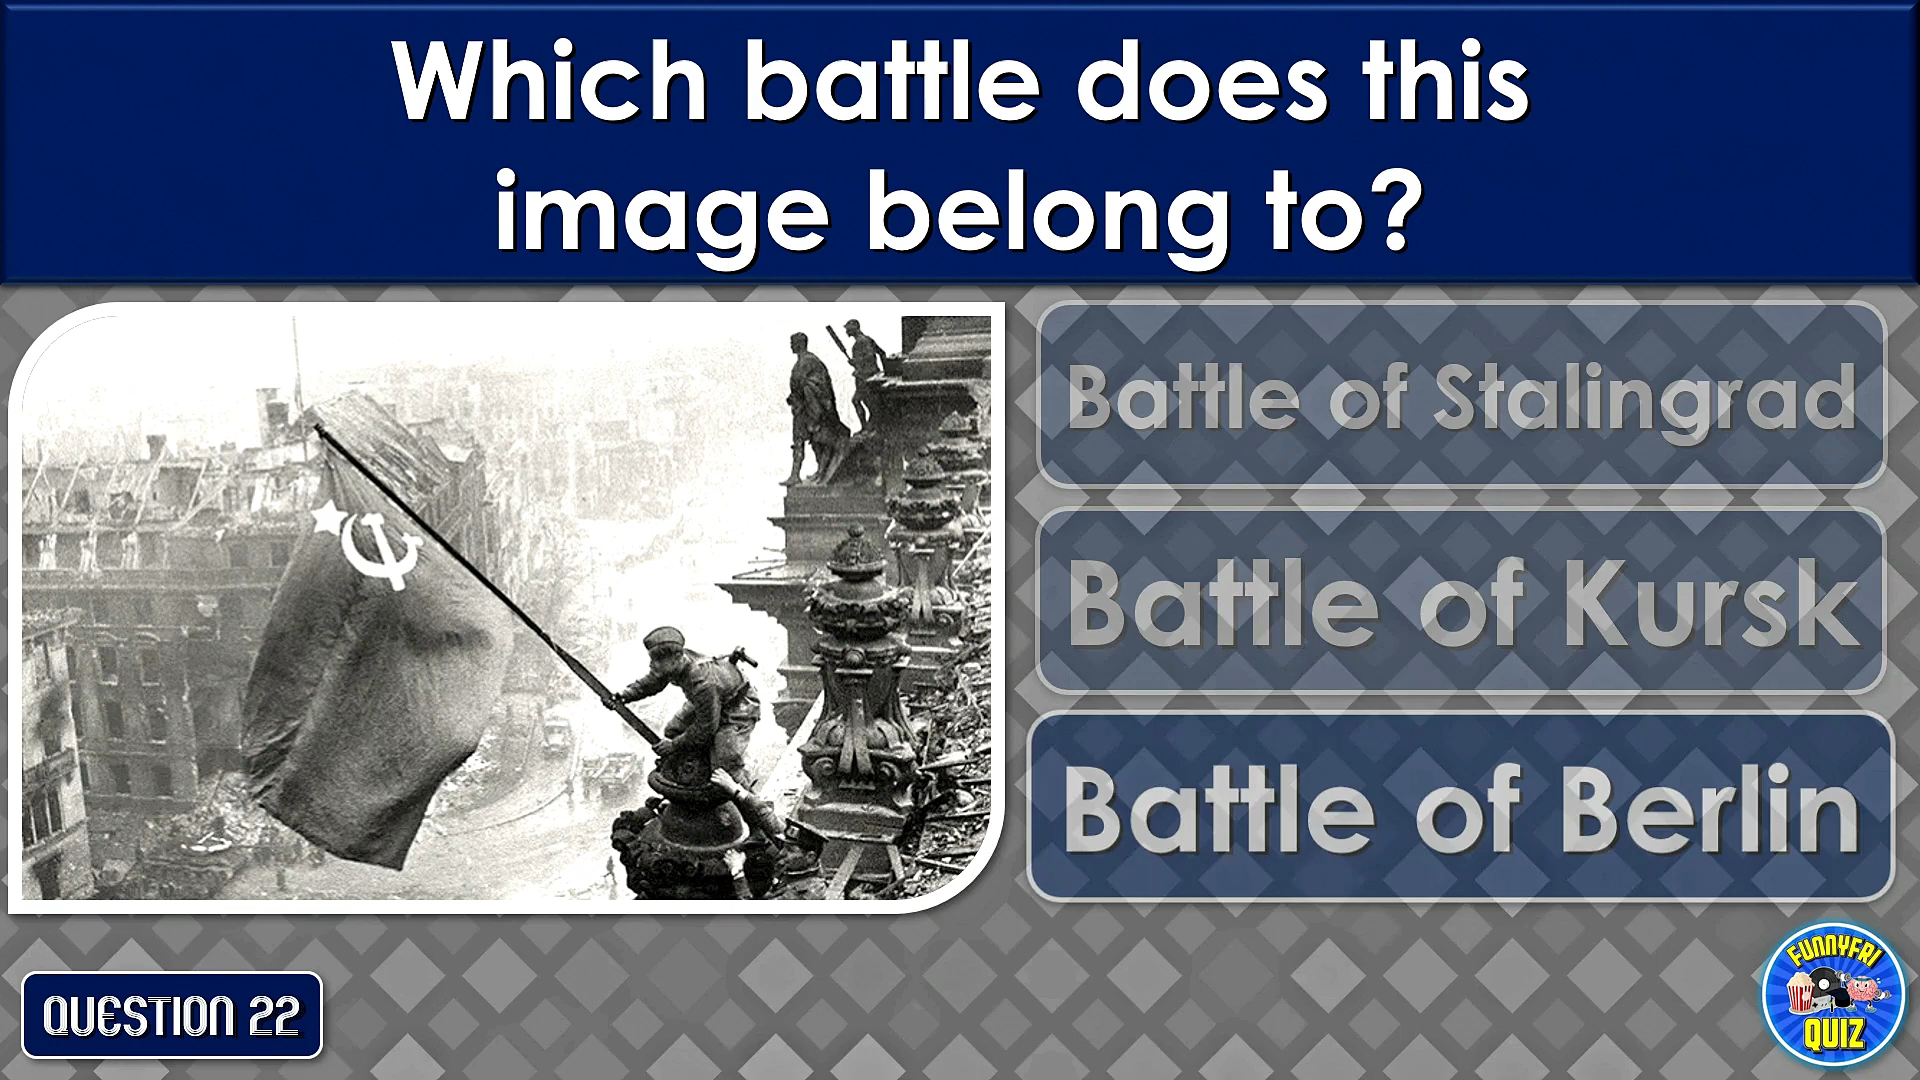 Which battle does this
image belong to?
Battle of Stalingrad
Battle of Kursk
Battle of Berlin
QUESTION 22
FUNNYFRI
QUIZ